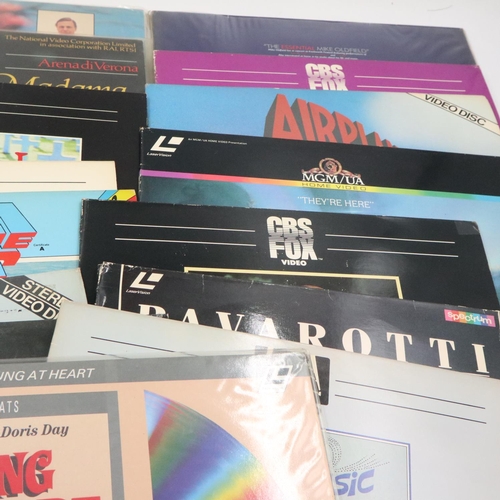 The National Video Corporation Limited
in association with RAI, RTSI
Arena di Verona
Madama
STEREO
VIDEO DI
"THE ESSENTIAL MIKE OLDFIELD"
CBS
FOX
VIDEO DISC
AIRPL
LaserVision
MGM/UA
HOME VIDEO
"THEY'RE HERE"
CBS
FOX
VIDEO
LaserVision
Spectrum
PAVAROTTI
UNG AT HEART
Doris Day
NG
SIC